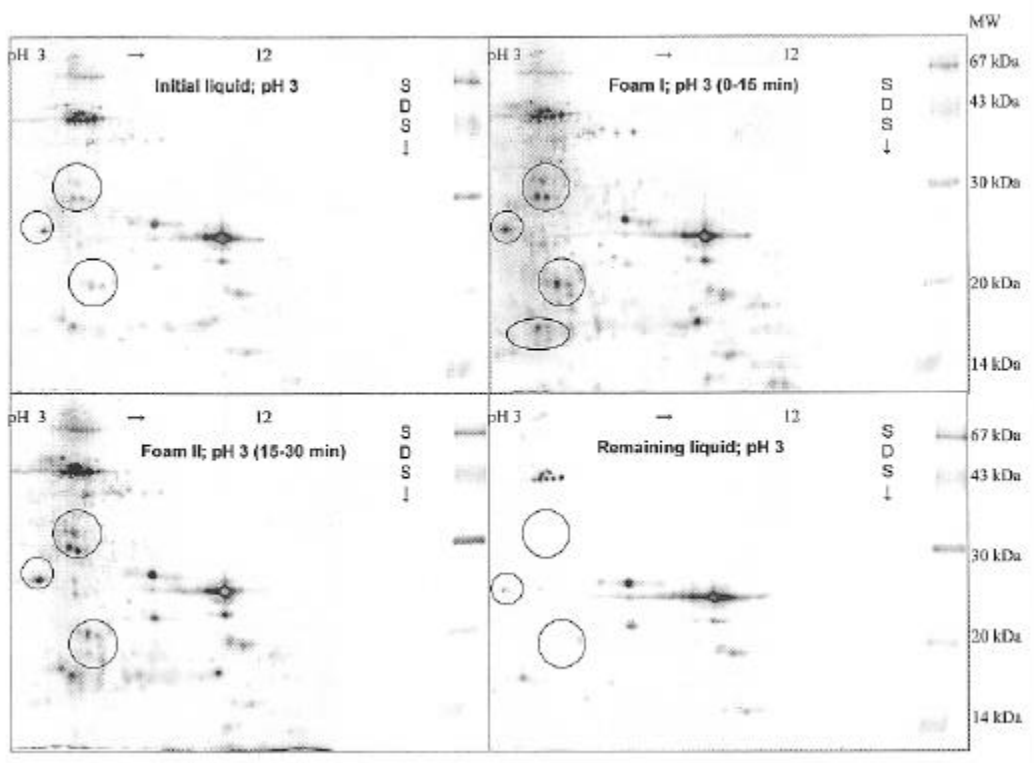 MW
pH 3 → 12
Initial liquid; pH 3
S
D
S
↓
pH 3 → 12
Foam I; pH 3 (0-15 min)
S
D
S
↓
67 kDa
43 kDa
30 kDa
20 kDa
14 kDa
pH 3 → 12
Foam II; pH 3 (15-30 min)
S
D
S
↓
pH 3 → 12
Remaining liquid; pH 3
S
D
S
↓
67 kDa
43 kDa
30 kDa
20 kDa
14 kDa